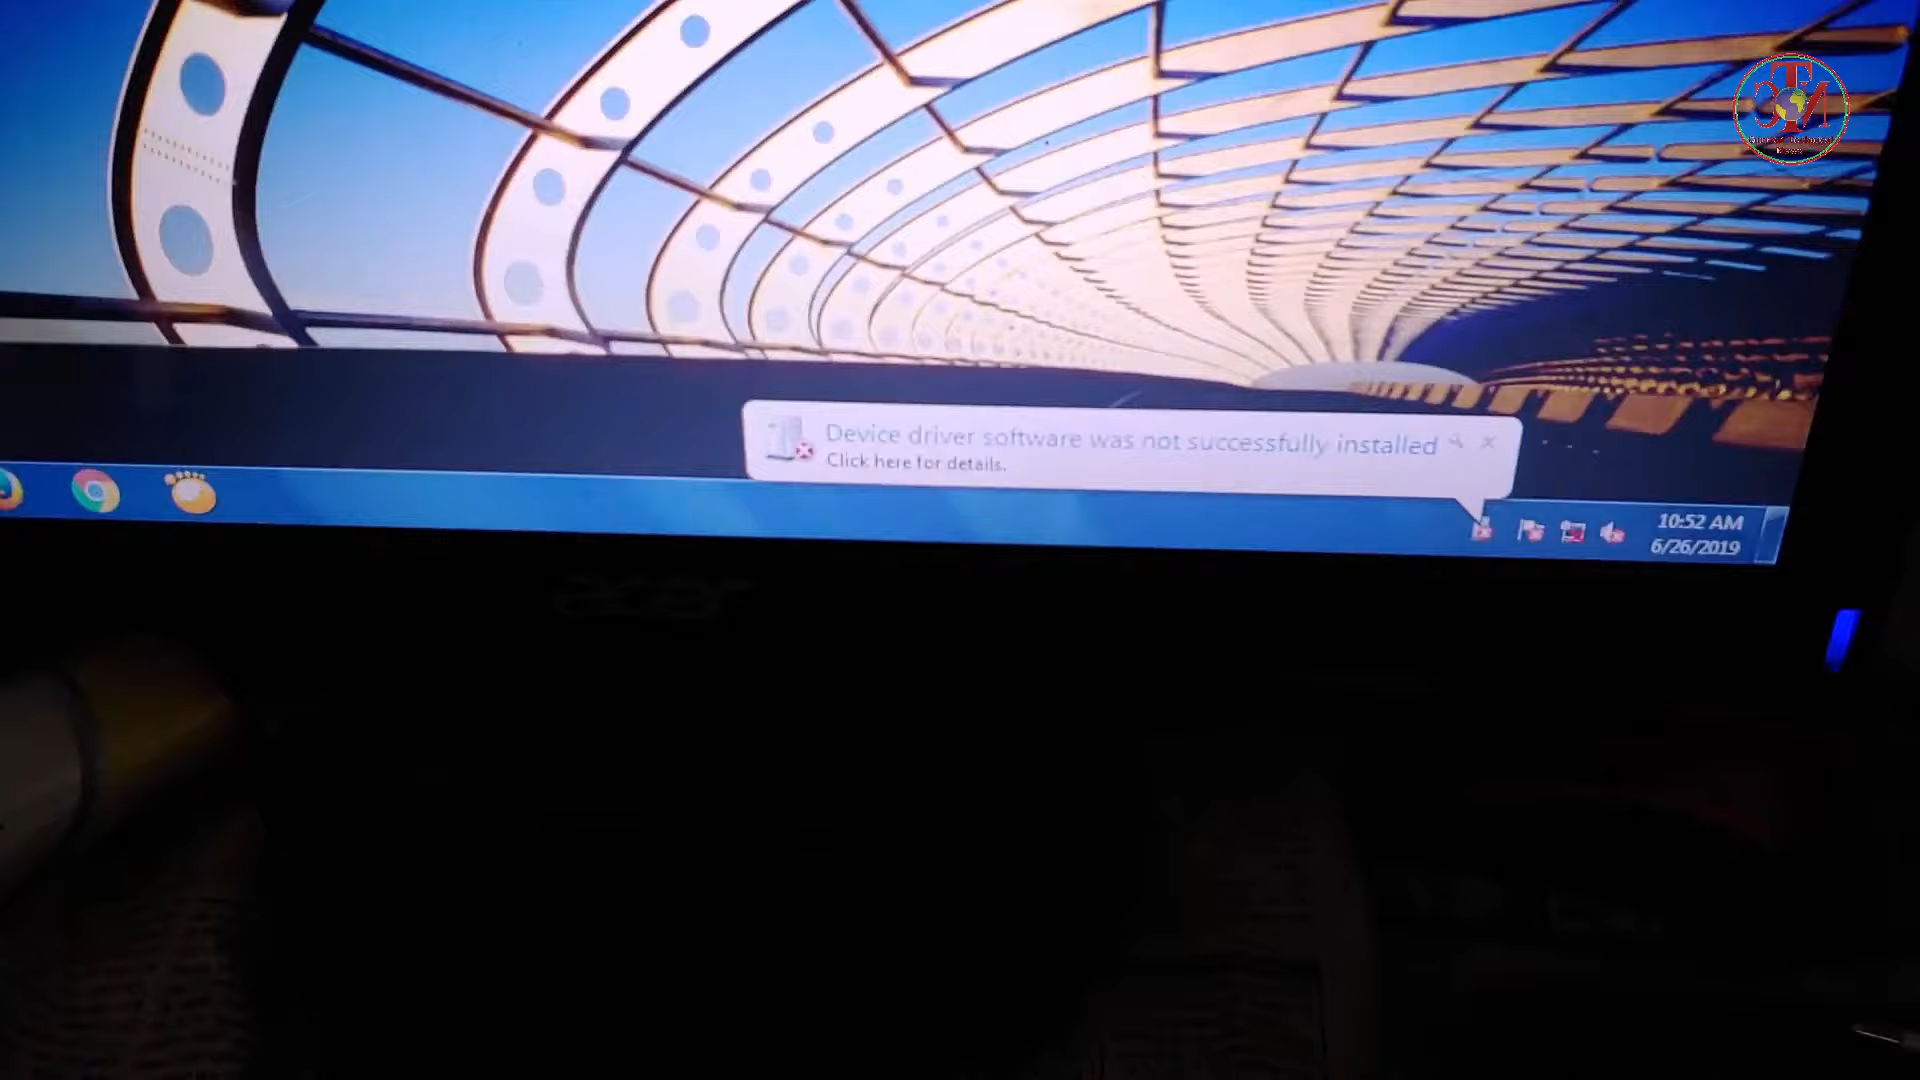 Device driver software was not successfully installed
Click here for details.
10:52 AM
6/26/2019
acer